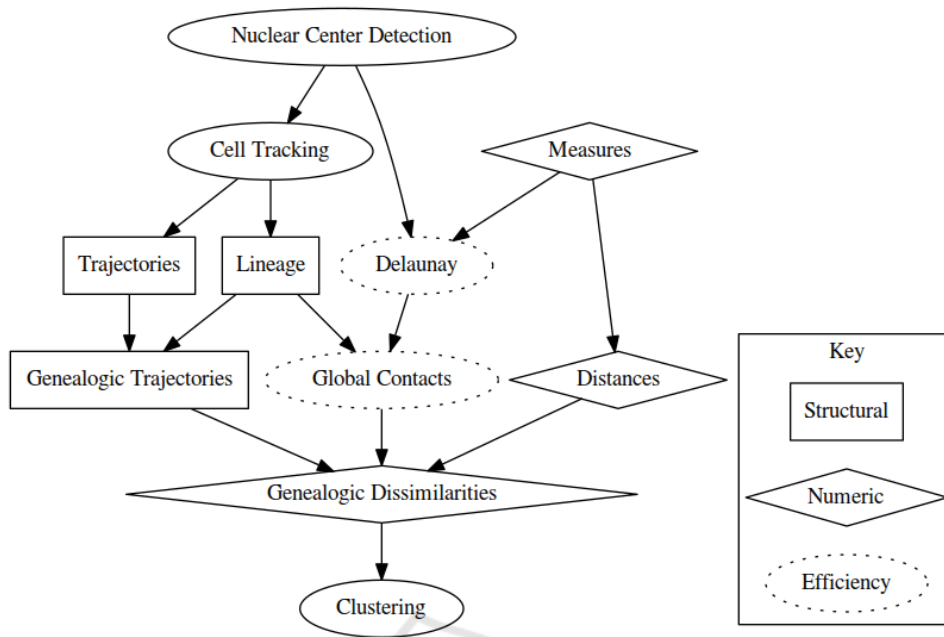 Nuclear Center Detection
Cell Tracking
Measures
Trajectories
Lineage
Delaunay
Genealogic Trajectories
Global Contacts
Distances
Genealogic Dissimilarities
Clustering
Key
Structural
Numeric
Efficiency